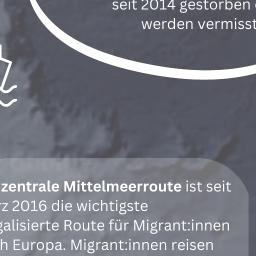 seit 2014 gestorben
werden vermisst
zentrale Mittelmeerroute ist seit
rz 2016 die wichtigste
galisierte Route für Migrant:innen
h Europa. Migrant:innen reisen